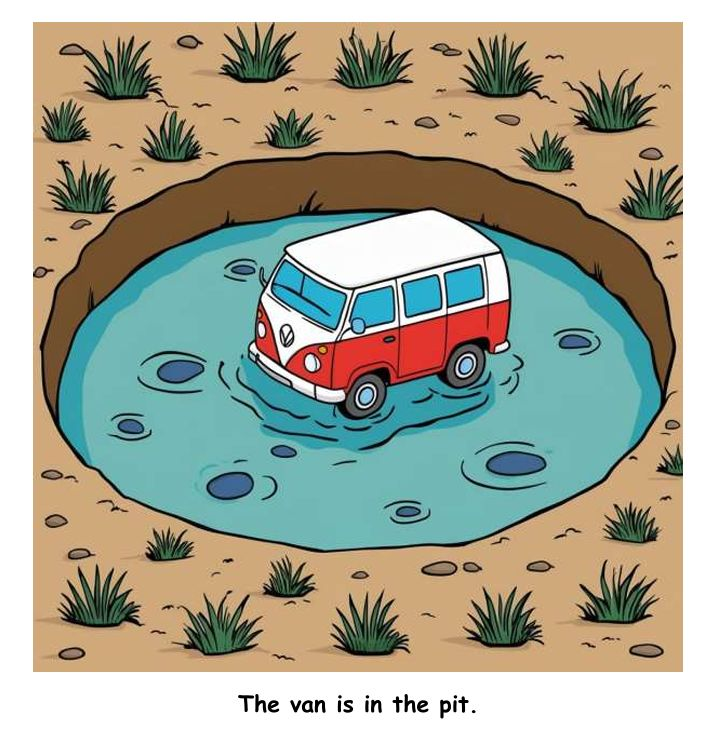 The van is in the pit.